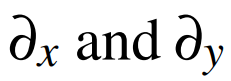 ∂x and ∂y